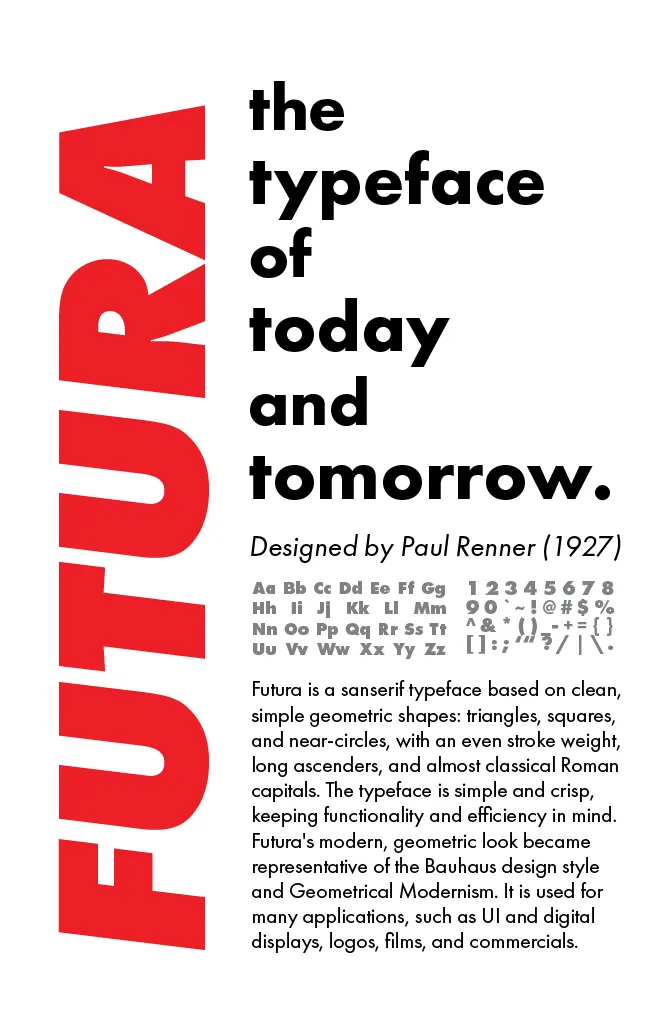 FUTURA
the
typeface
of
today
and
tomorrow.
Designed by Paul Renner (1927)
Aa Bb Cc Dd Ee Ff Gg
Hh Ii Jj Kk Ll Mm
Nn Oo Pp Qq Rr Ss Tt
Uu Vv Ww Xx Yy Zz
1 2 3 4 5 6 7 8
9 0 ` ~ ! @ # $ %
^ & * ( ) _ - + = { }
[ ] : ; ‘ “ ? / | \ .
Futura is a sanserif typeface based on clean,
simple geometric shapes: triangles, squares,
and near-circles, with an even stroke weight,
long ascenders, and almost classical Roman
capitals. The typeface is simple and crisp,
keeping functionality and efficiency in mind.
Futura's modern, geometric look became
representative of the Bauhaus design style
and Geometrical Modernism. It is used for
many applications, such as UI and digital
displays, logos, films, and commercials.